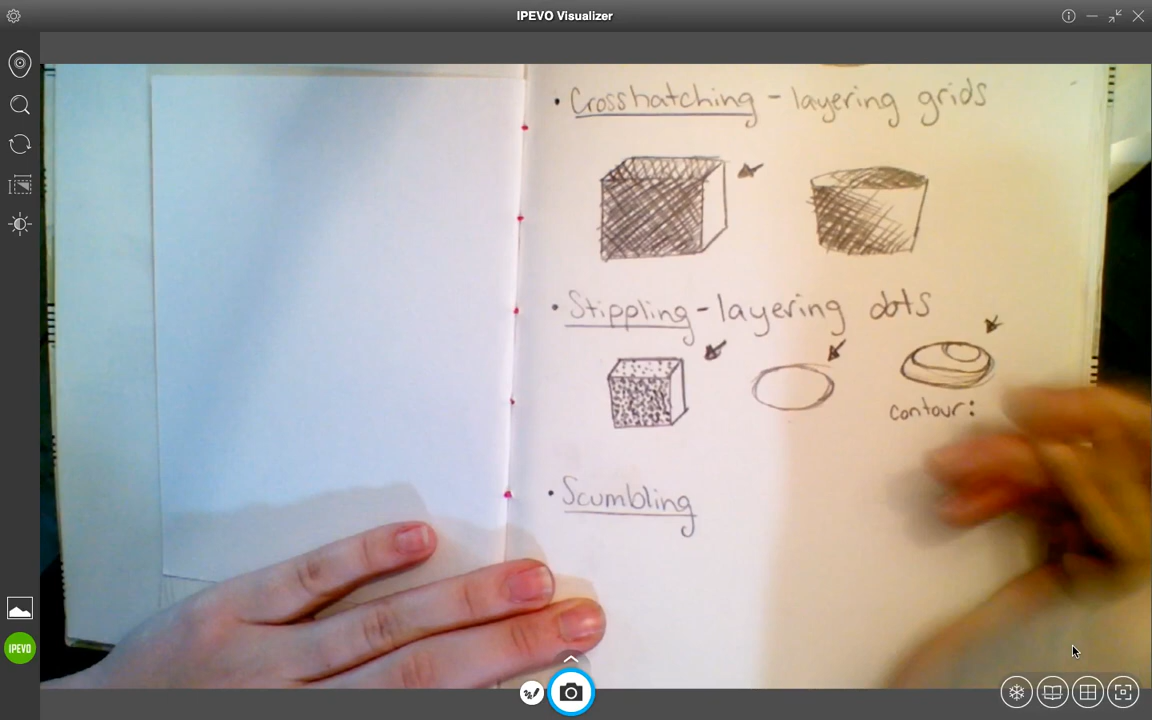 IPEVO Visualizer
• Crosshatching - layering grids
• Stippling - layering dots
contour:
• Scumbling
IPEVO